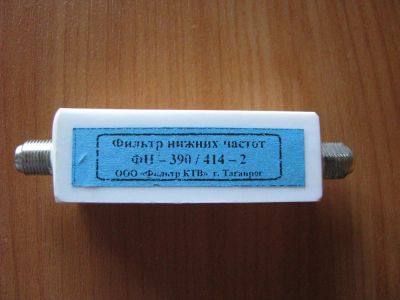 Фильтр нижних частот
ФН – 390 / 414 – 2
ООО «Фильтр КТВ» г. Таганрог